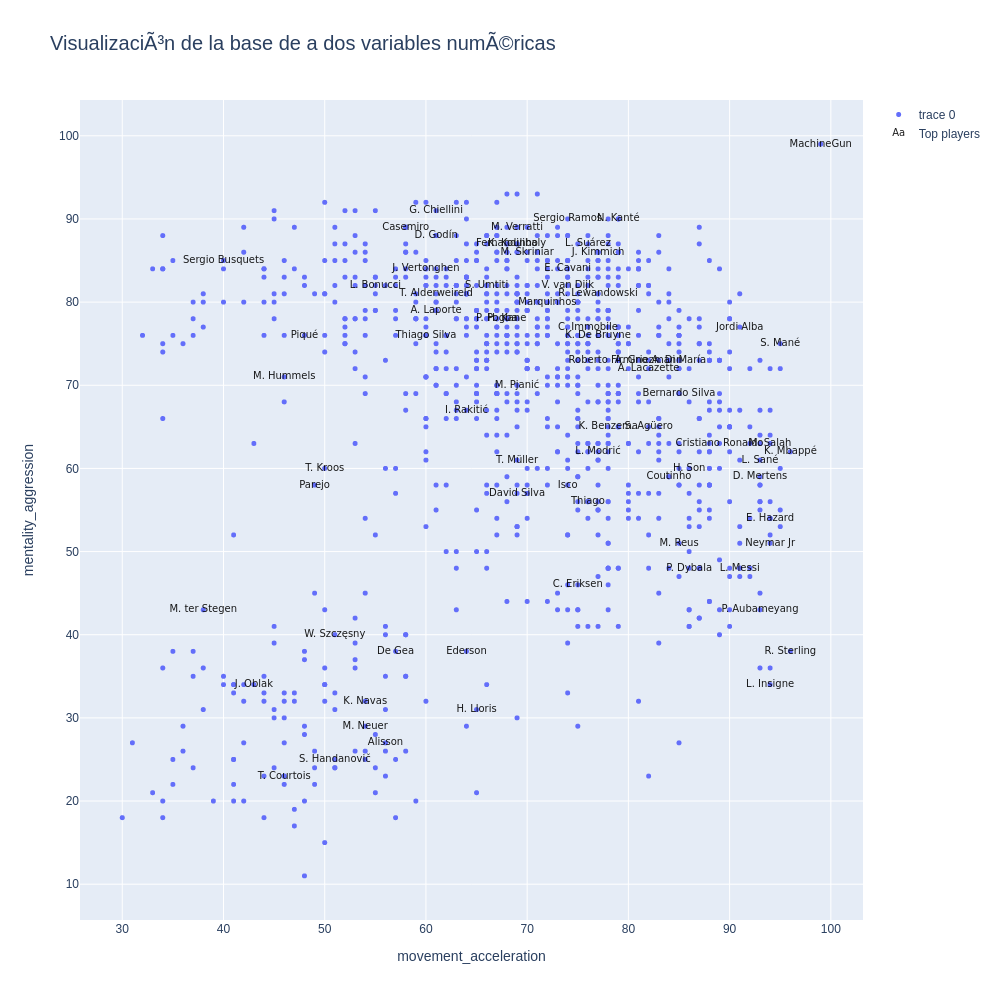 VisualizaciÃ³n de la base de a dos variables numÃ©ricas
trace 0
Aa Top players
MachineGun
G. Chiellini
Sergio Ramos
N. Kanté
Casemiro
M. Verratti
D. Godín
Fernandinho
K. Koulibaly
L. Suárez
M. Skriniar
J. Kimmich
Sergio Busquets
J. Vertonghen
E. Cavani
L. Bonucci
S. Umtiti
V. van Dijk
T. Alderweireld
R. Lewandowski
Marquinhos
A. Laporte
P. Pogba
H. Kane
C. Immobile
Jordi Alba
Piqué
Thiago Silva
K. De Bruyne
S. Mané
Roberto Firmino
A. Griezmann
A. Di María
A. Lacazette
M. Hummels
M. Pjanić
Bernardo Silva
I. Rakitić
K. Benzema
S. Agüero
Cristiano Ronaldo
M. Salah
L. Modrić
K. Mbappé
T. Müller
L. Sané
T. Kroos
H. Son
Coutinho
D. Mertens
Parejo
Isco
David Silva
Thiago
E. Hazard
M. Reus
Neymar Jr
P. Dybala
L. Messi
C. Eriksen
M. ter Stegen
P. Aubameyang
W. Szczęsny
De Gea
Ederson
R. Sterling
J. Oblak
L. Insigne
K. Navas
H. Lloris
M. Neuer
Alisson
S. Handanovič
T. Courtois
100
90
80
70
60
50
40
30
20
10
mentality_aggression
30 40 50 60 70 80 90 100
movement_acceleration